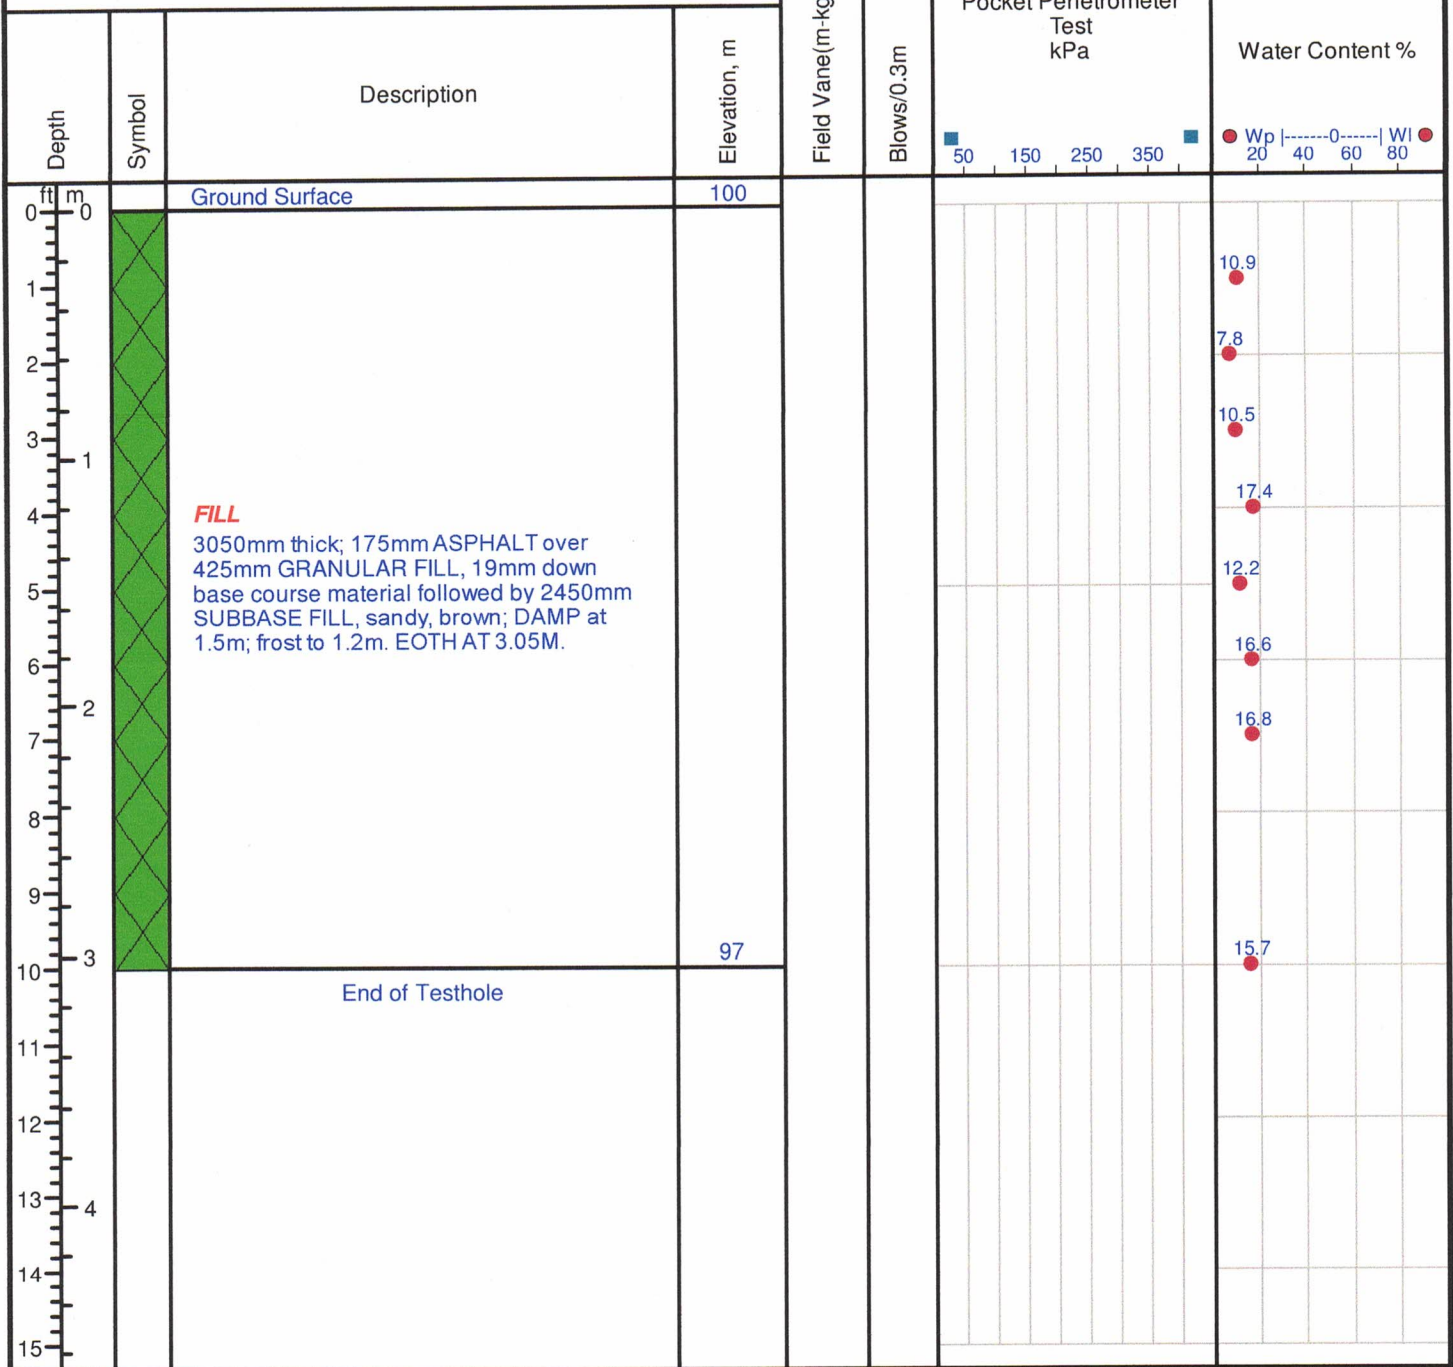 Pocket Penetrometer
Test
kPa
Water Content %
Depth
Symbol
Description
Elevation, m
Field Vane(m-kg
Blows/0.3m
50 150 250 350
Wp |-------0------| Wl
20 40 60 80
ft m
Ground Surface
100
0 0
10.9
1
7.8
2
10.5
3
1
17.4
4
FILL
3050mm thick; 175mm ASPHALT over
425mm GRANULAR FILL, 19mm down
base course material followed by 2450mm
SUBBASE FILL, sandy, brown; DAMP at
1.5m; frost to 1.2m. EOTH AT 3.05M.
12.2
5
16.6
6
2
16.8
7
8
9
97
15.7
3
10
End of Testhole
11
12
13
4
14
15